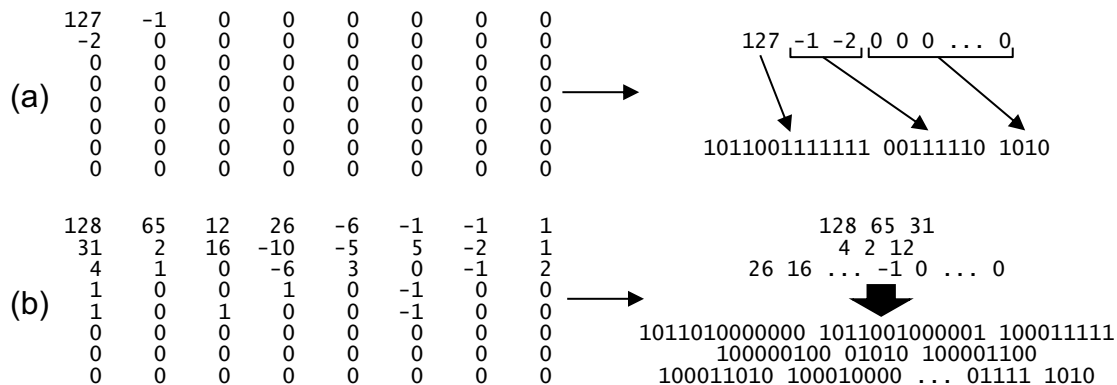 127 -1 0 0 0 0 0 0
-2 0 0 0 0 0 0 0
0 0 0 0 0 0 0 0
0 0 0 0 0 0 0 0
0 0 0 0 0 0 0 0
0 0 0 0 0 0 0 0
0 0 0 0 0 0 0 0
0 0 0 0 0 0 0 0
(a)
127 -1 -2 0 0 0 ... 0
1011001111111 00111110 1010
128 65 12 26 -6 -1 -1 1
31 2 16 -10 -5 5 -2 1
4 1 0 -6 3 0 -1 2
1 0 0 1 0 -1 0 0
1 0 1 0 0 -1 0 0
0 0 0 0 0 0 0 0
0 0 0 0 0 0 0 0
0 0 0 0 0 0 0 0
(b)
128 65 31
4 2 12
26 16 ... -1 0 ... 0
1011010000000 1011001000001 100011111
100000100 01010 100001100
100011010 100010000 ... 01111 1010